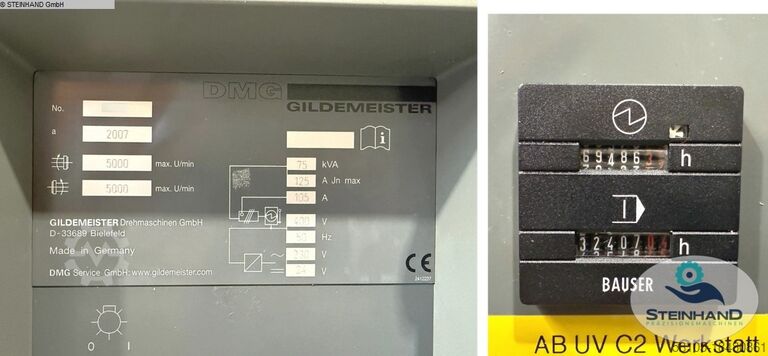 © STEINHAND GmbH
DMG
GILDEMEISTER
No.
a 2007
5000 max. U/min
5000 max. U/min
75 kVA
125 A Jn max
105 A
400 V
50 Hz
230 V
24 V
GILDEMEISTER Drehmaschinen GmbH
D-33689 Bielefeld
Made in Germany
DMG Service GmbH; www.gildemeister.com
CE
O I
69486 h
32407 h
BAUSER
STEINHAND
PRÄZISIONSMASCHINEN
AB UV C2 Werkstatt